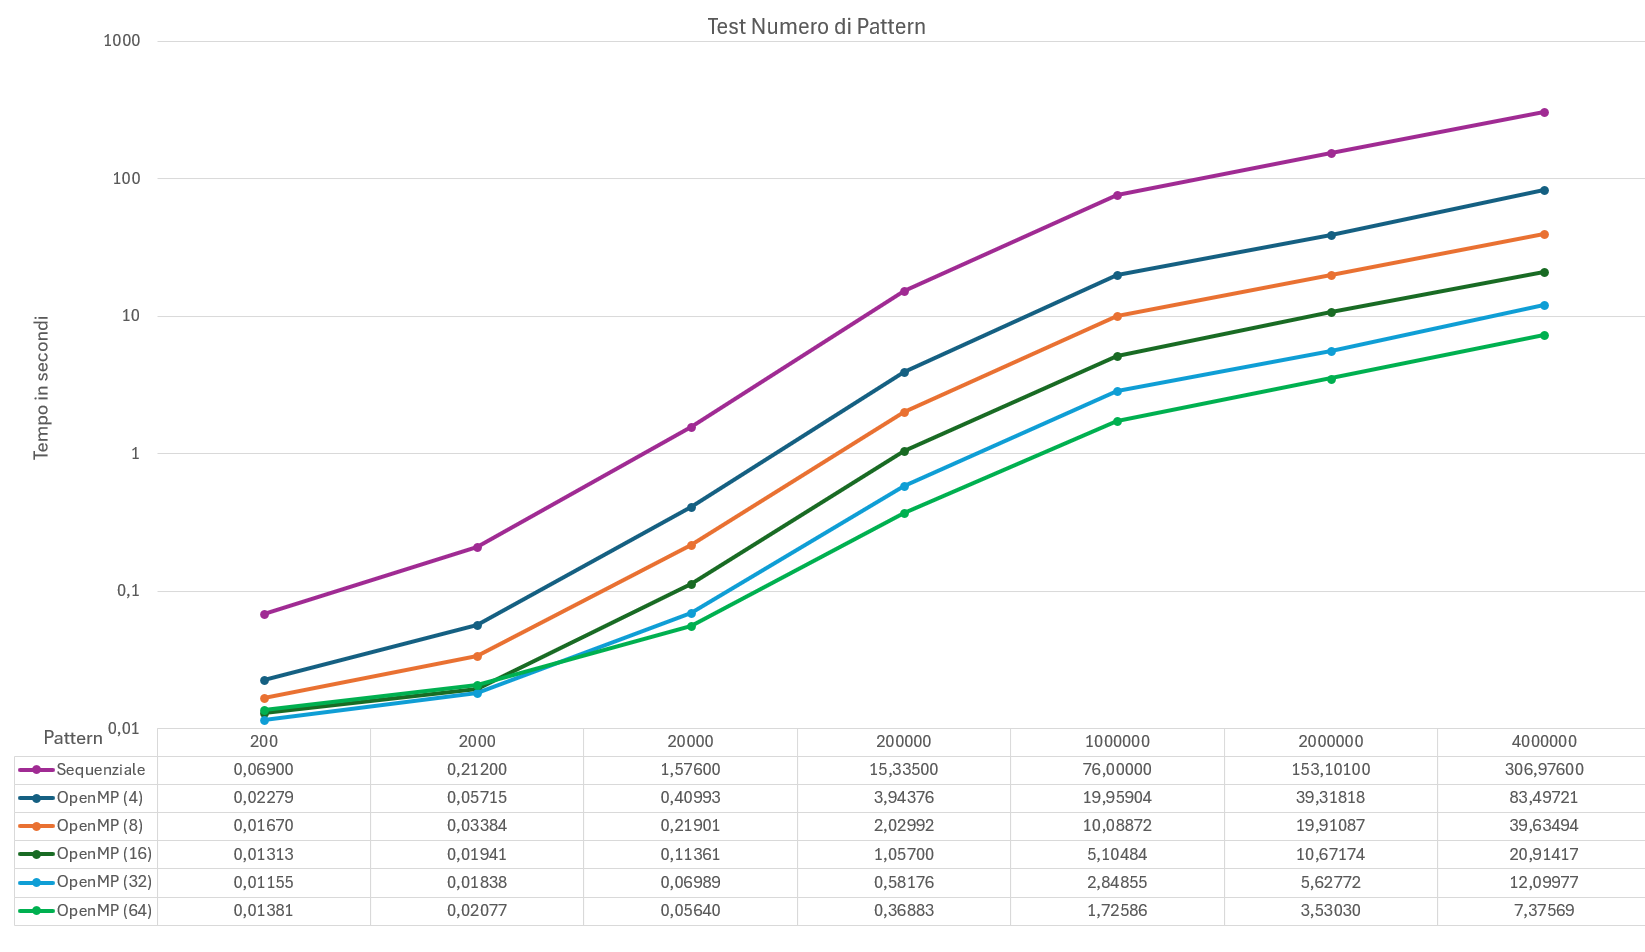 Test Numero di Pattern
1000
100
10
1
0,1
0,01
Tempo in secondi
Pattern 200 2000 20000 200000 1000000 2000000 4000000
Sequenziale 0,06900 0,21200 1,57600 15,33500 76,00000 153,10100 306,97600
OpenMP (4) 0,02279 0,05715 0,40993 3,94376 19,95904 39,31818 83,49721
OpenMP (8) 0,01670 0,03384 0,21901 2,02992 10,08872 19,91087 39,63494
OpenMP (16) 0,01313 0,01941 0,11361 1,05700 5,10484 10,67174 20,91417
OpenMP (32) 0,01155 0,01838 0,06989 0,58176 2,84855 5,62772 12,09977
OpenMP (64) 0,01381 0,02077 0,05640 0,36883 1,72586 3,53030 7,37569